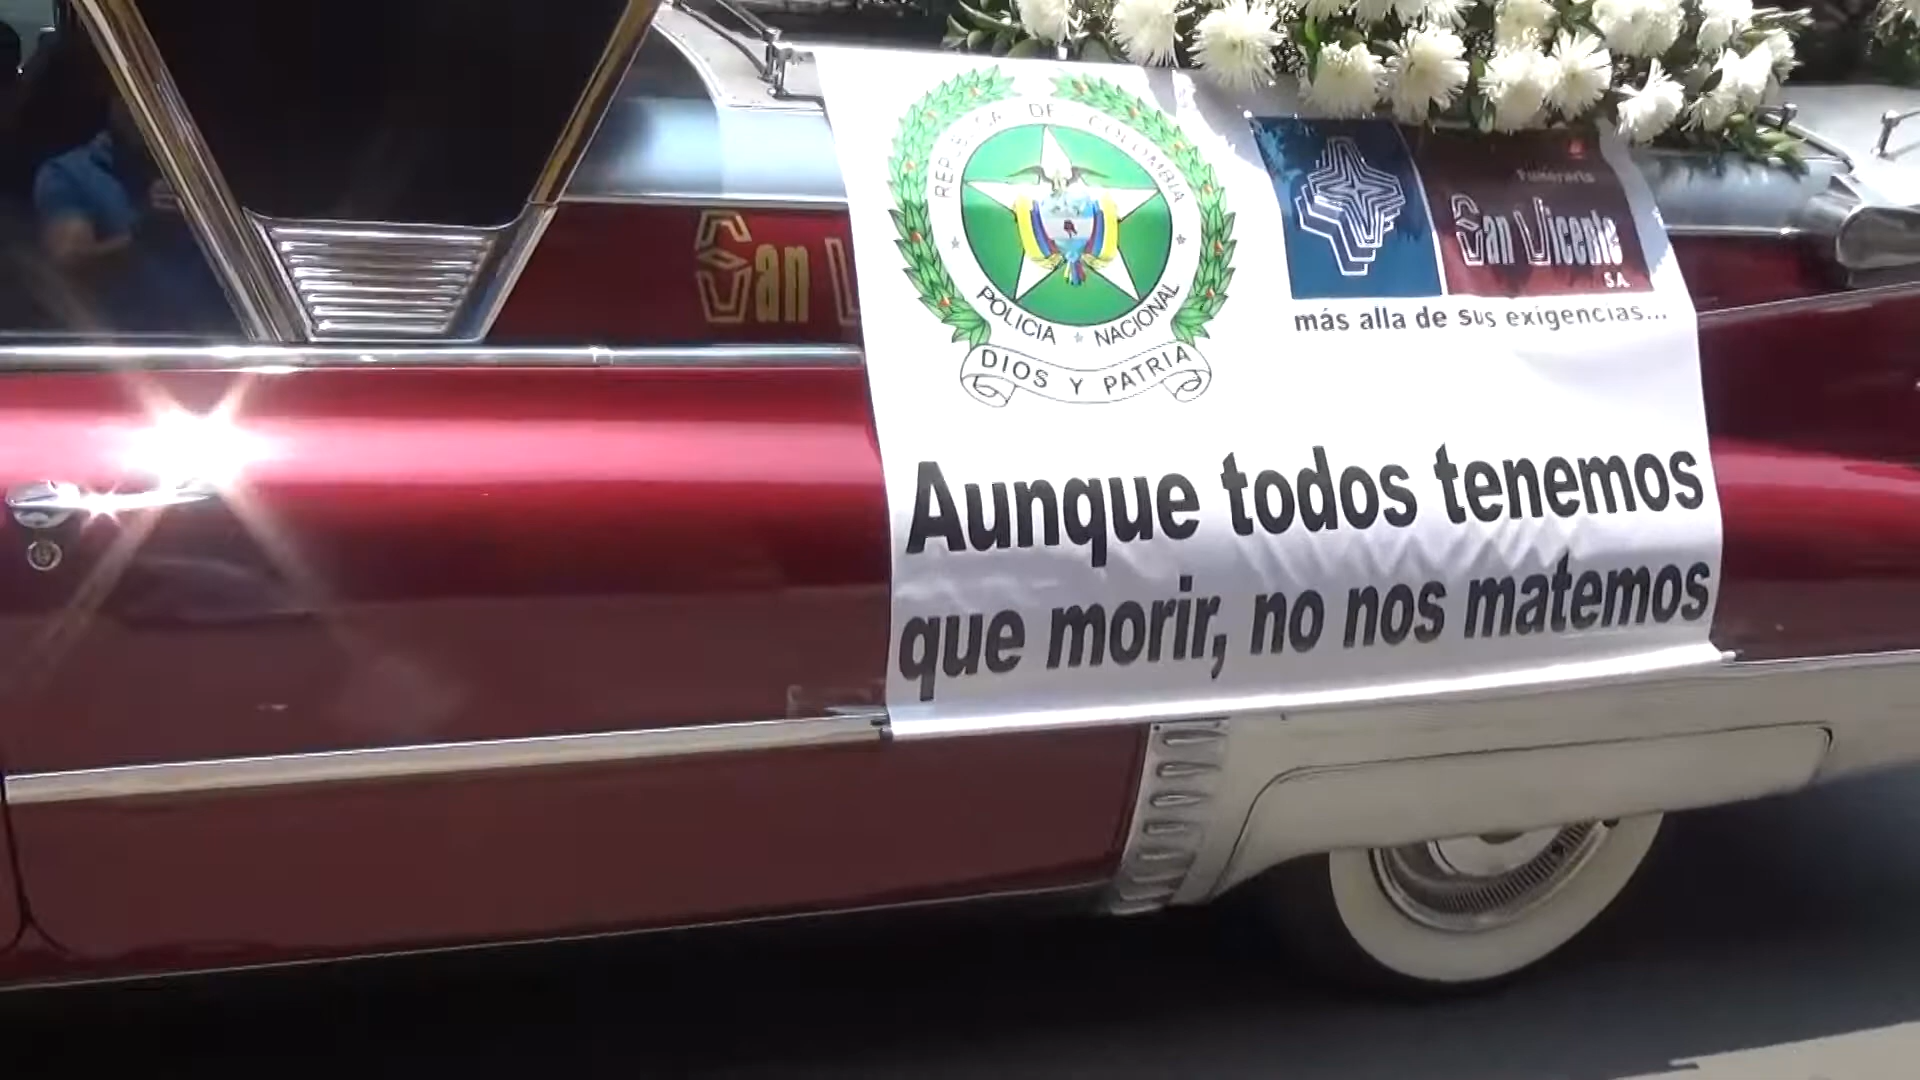 REPUBLICA DE COLOMBIA
POLICIA NACIONAL
DIOS Y PATRIA
San
Funeraria
San Vicente
S.A.
más alla de sus exigencias...
Aunque todos tenemos
que morir, no nos matemos